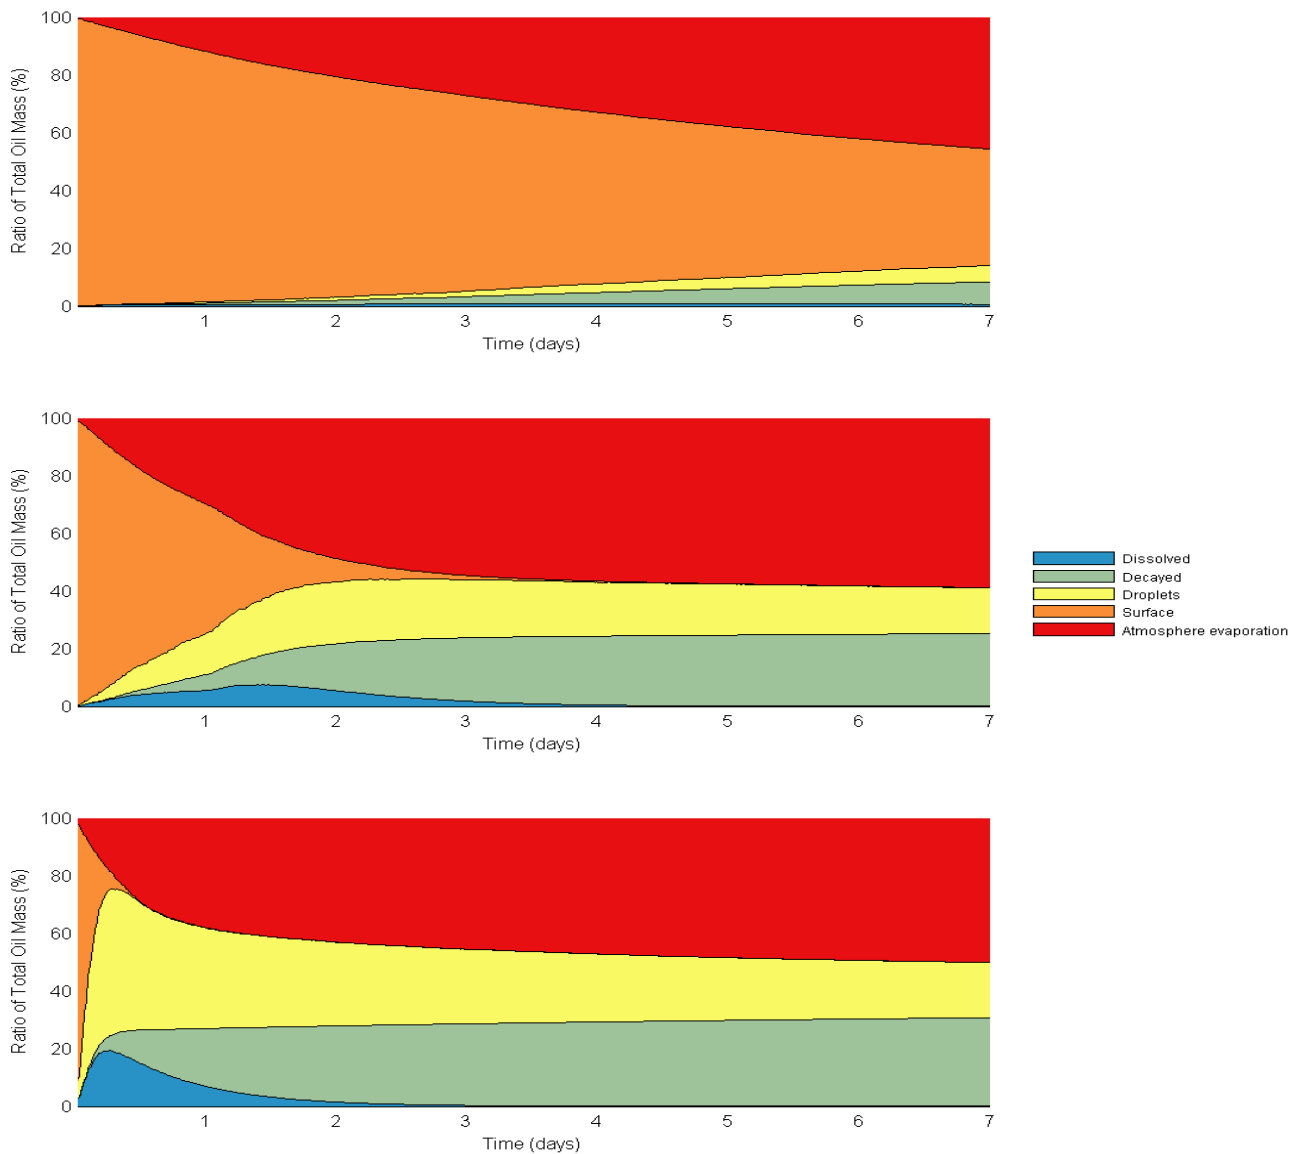 Ratio of Total Oil Mass (%)
100
80
60
40
20
0
1 2 3 4 5 6 7
Time (days)
Ratio of Total Oil Mass (%)
100
80
60
40
20
0
1 2 3 4 5 6 7
Time (days)
Dissolved
Decayed
Droplets
Surface
Atmosphere evaporation
Ratio of Total Oil Mass (%)
100
80
60
40
20
0
1 2 3 4 5 6 7
Time (days)